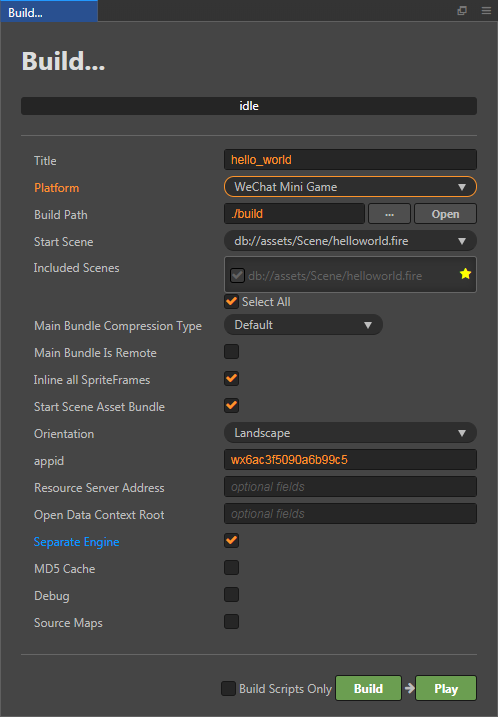 Build...
Build...
idle
Title hello_world
Platform WeChat Mini Game
Build Path ./build ... Open
Start Scene db://assets/Scene/helloworld.fire
Included Scenes db://assets/Scene/helloworld.fire
Select All
Main Bundle Compression Type Default
Main Bundle Is Remote
Inline all SpriteFrames
Start Scene Asset Bundle
Orientation Landscape
appid wx6ac3f5090a6b99c5
Resource Server Address optional fields
Open Data Context Root optional fields
Separate Engine
MD5 Cache
Debug
Source Maps
Build Scripts Only Build Play